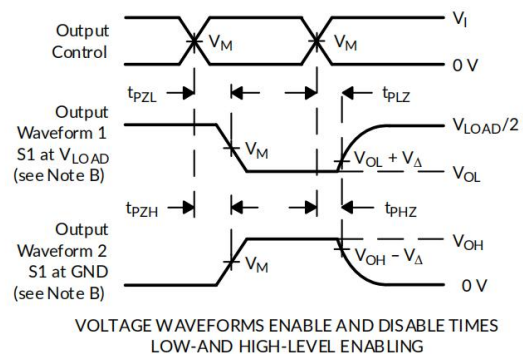 Output
Control
V_I
V_M
V_M
0 V
t_PZL
t_PLZ
Output
Waveform 1
S1 at V_LOAD
(see Note B)
V_LOAD/2
V_M
V_OL + V_Δ
V_OL
t_PZH
t_PHZ
Output
Waveform 2
S1 at GND
(see Note B)
V_OH
V_M
V_OH − V_Δ
0 V
VOLTAGE WAVEFORMS ENABLE AND DISABLE TIMES
LOW-AND HIGH-LEVEL ENABLING